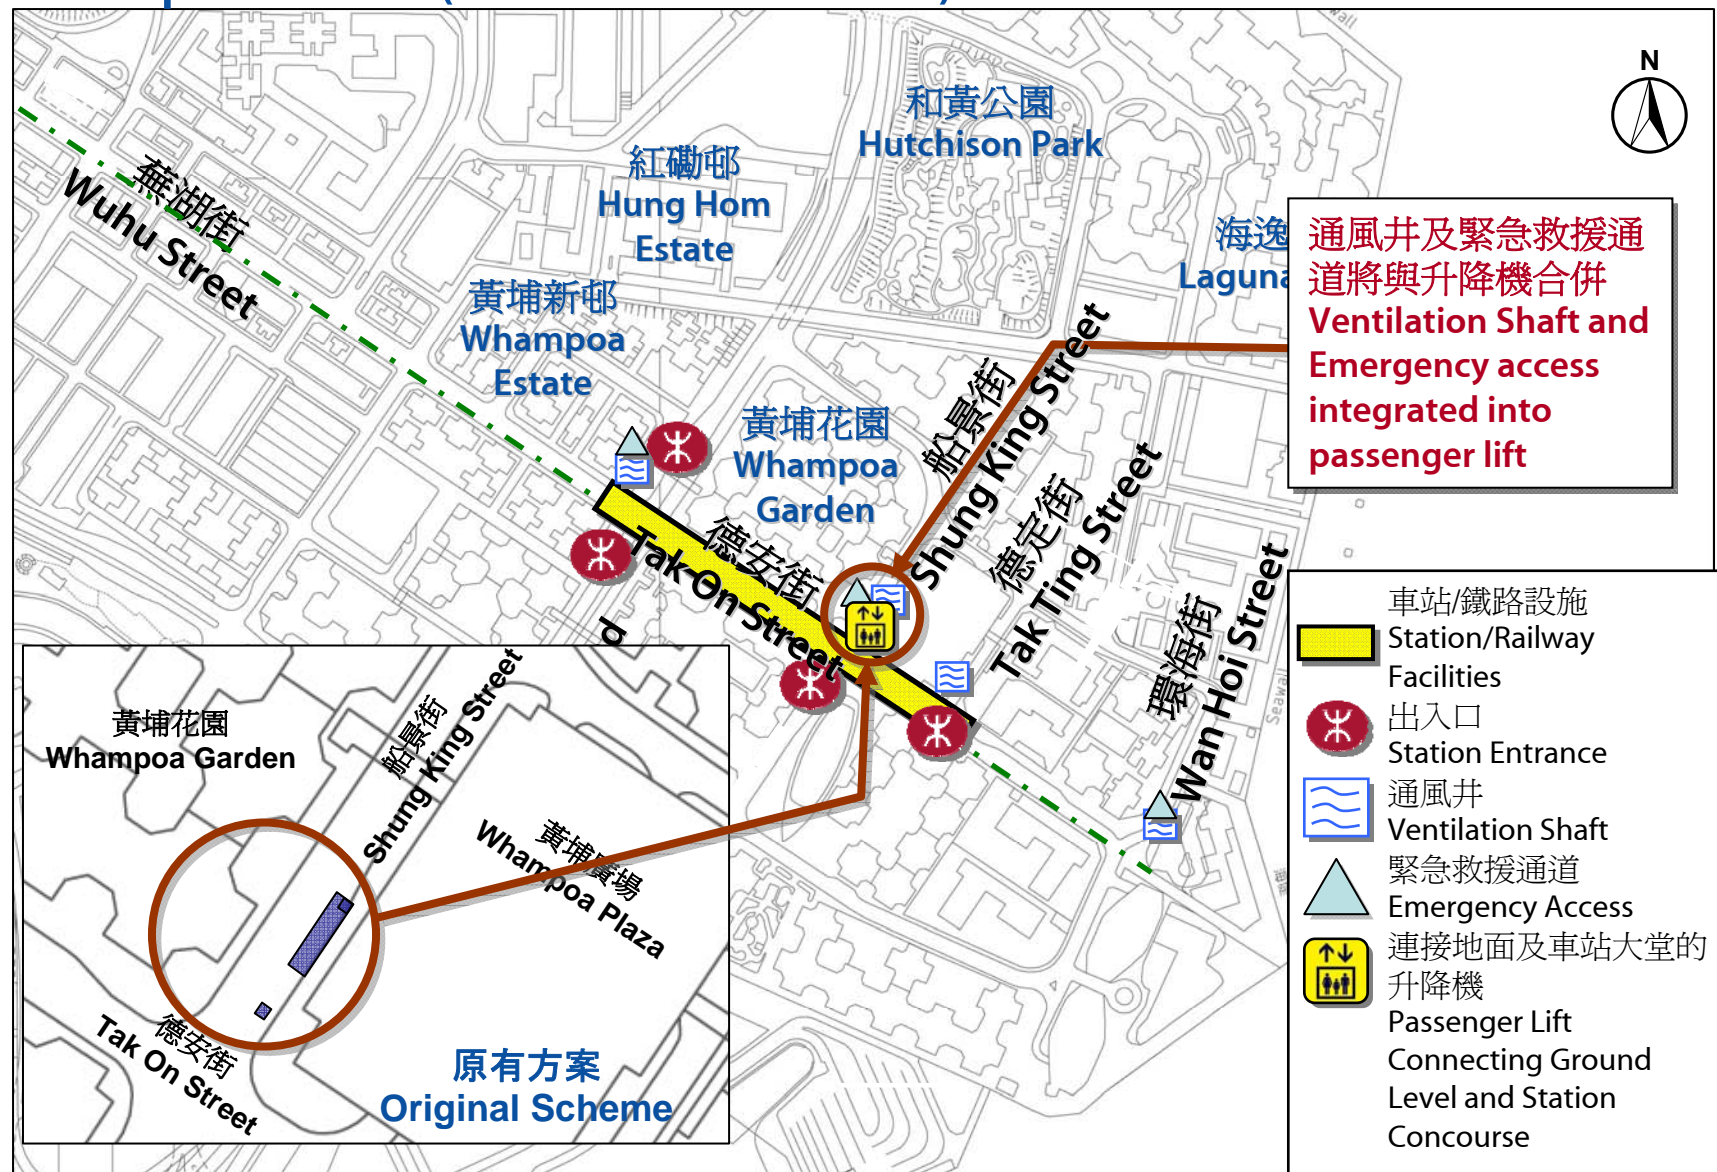 N
和黃公園
Hutchison Park
紅磡邨
Hung Hom
Estate
蕪湖街
Wuhu Street
海逸
Laguna
通風井及緊急救援通
道將與升降機合併
Ventilation Shaft and
Emergency access
integrated into
passenger lift
黃埔新邨
Whampoa
Estate
黃埔花園
Whampoa
Garden
船景街
Shung King Street
德定街
Tak Ting Street
德安街
Tak On Street
環海街
Wan Hoi Street
Seawall
d
黃埔花園
Whampoa Garden
船景街
Shung King Street
黃埔廣場
Whampoa Plaza
德安街
Tak On Street
原有方案
Original Scheme
車站/鐵路設施
Station/Railway
Facilities
出入口
Station Entrance
通風井
Ventilation Shaft
緊急救援通道
Emergency Access
連接地面及車站大堂的
升降機
Passenger Lift
Connecting Ground
Level and Station
Concourse